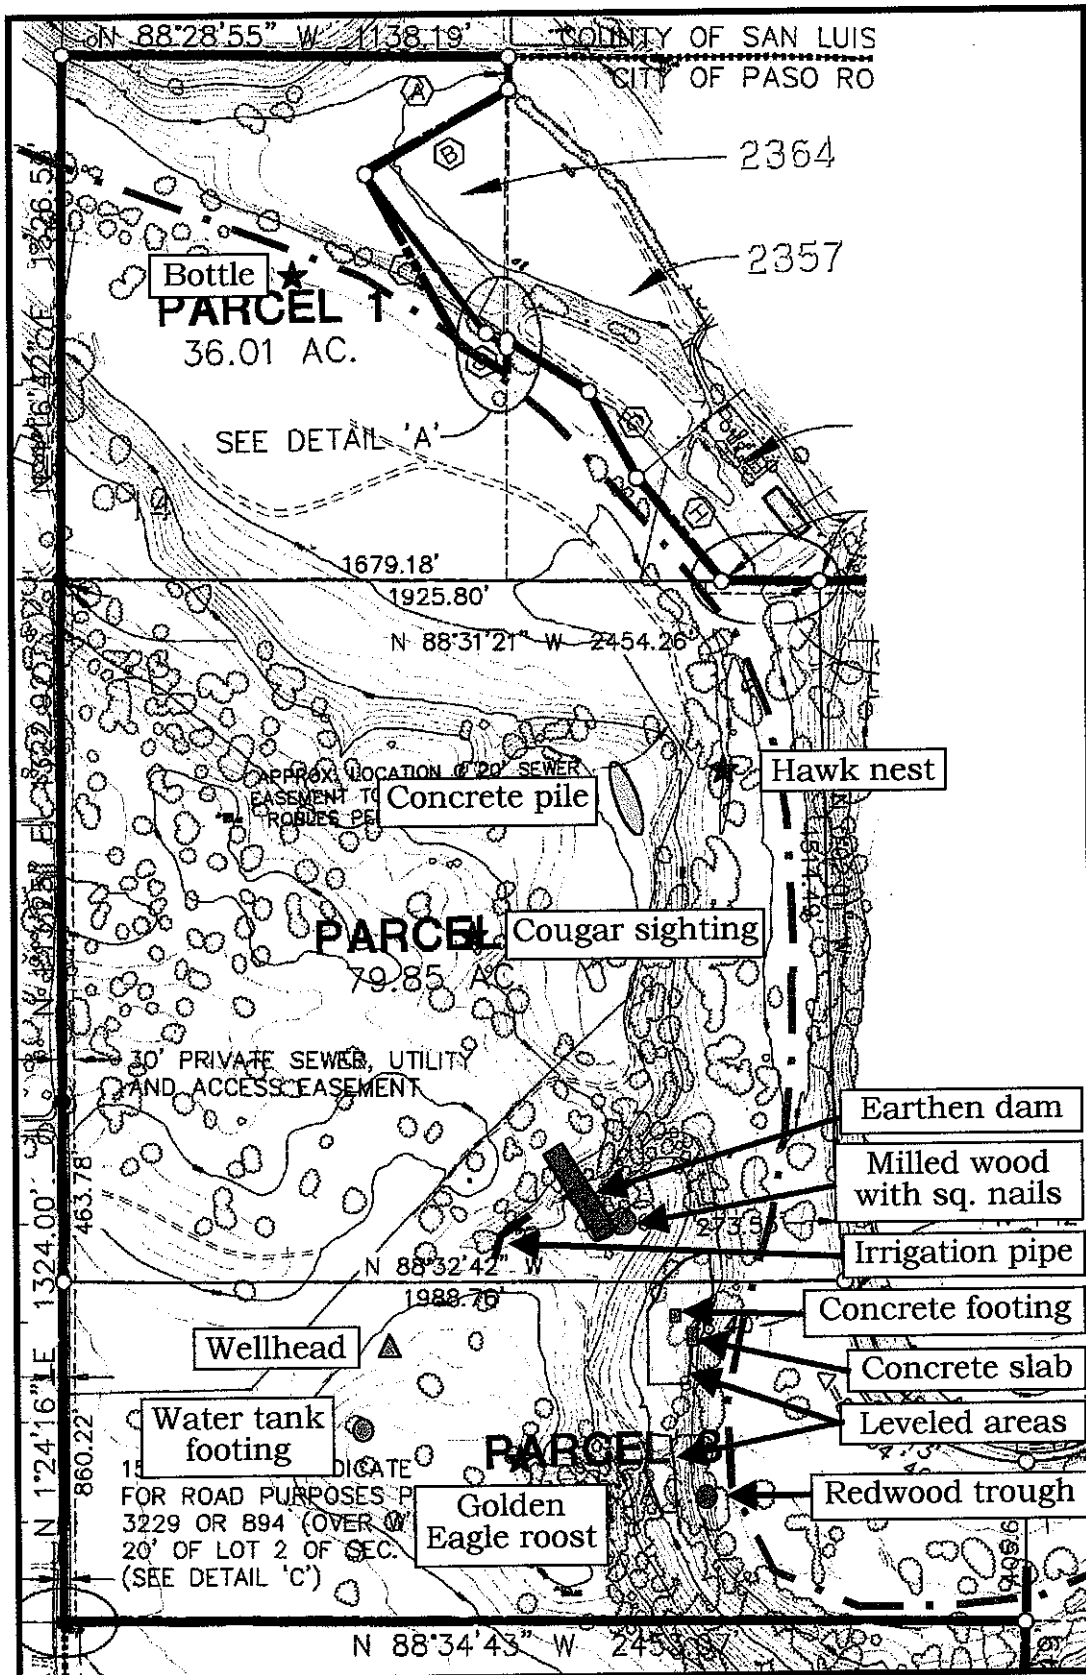 N 88°28'55" W 1138.19'
COUNTY OF SAN LUIS
CITY OF PASO RO
A
B
2364
2357
Bottle
PARCEL 1
36.01 AC.
SEE DETAIL 'A'
H
1679.18'
1925.80'
N 88°31'21" W 2454.26'
Hawk nest
APPROX. LOCATION @ 20' SEWER
EASEMENT TO
ROBLES PE
Concrete pile
PARCEL
Cougar sighting
79.85 AC
30' PRIVATE SEWER, UTILITY
AND ACCESS EASEMENT
Earthen dam
Milled wood
with sq. nails
463.78'
273.55
Irrigation pipe
N 88°32'42" W
1988.76'
1324.00'
Concrete footing
Wellhead
Concrete slab
N 1°24'16" E
860.22'
Water tank
footing
Leveled areas
PARCEL
DICATE
FOR ROAD PURPOSES P
3229 OR 894 (OVER W
20' OF LOT 2 OF SEC.
(SEE DETAIL 'C')
Golden
Eagle roost
Redwood trough
N 88°34'43" W